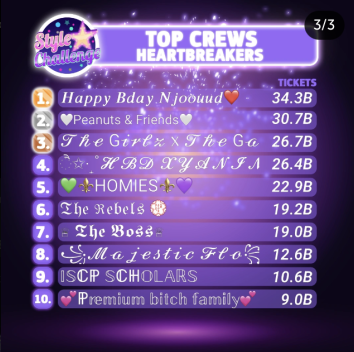 3/3
Style Challenge
TOP CREWS
HEARTBREAKERS
TICKETS
1. 𝓗𝓪𝓹𝓹𝔂 𝓑𝓭𝓪𝔂 𝓝𝓳𝓸𝓸𝓾𝓾𝓭❤️ 34.3B
2. 🤍Peanuts & Friends🤍 30.7B
3. 𝓣𝓱𝓮 𝓖𝓲𝓻𝓵𝔃 𝕏 𝓣𝓱𝓮 𝓖𝓪 26.7B
4. 𝓗𝓑𝓓 𝓧𝓨𝓐𝓝𝓘𝓝 26.4B
5. 💚⚜️HOMIES⚜️💜 22.9B
6. 𝕿𝖍𝖊 𝕽𝖊𝖇𝖊𝖑𝖘 🏐 19.2B
7. 𝕿𝖍𝖊 𝕭𝖔𝖘𝖘 19.0B
8. ꧁𝓜𝓪𝓳𝓮𝓼𝓽𝓲𝓬 𝓕𝓵𝓸꧂ 12.6B
9. 𝕀𝕊ℂℙ 𝕊ℂℍ𝕆𝕃𝔸ℝ𝕊 10.6B
10. 💕ℙremium bitch family💕 9.0B